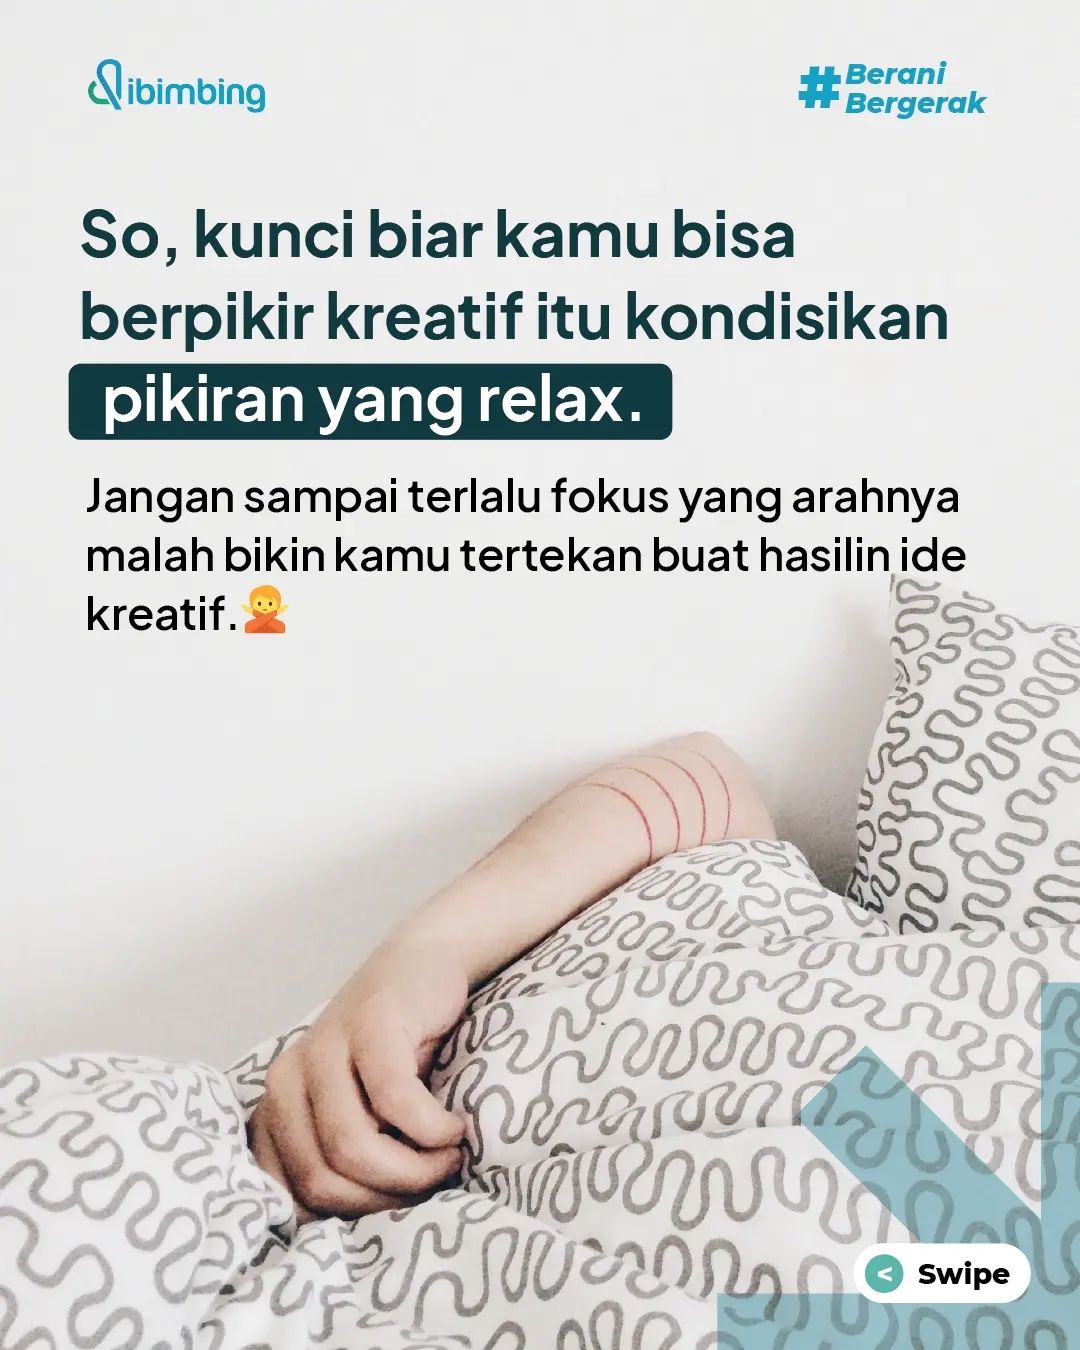 dibimbing
#Berani
Bergerak
So, kunci biar kamu bisa
berpikir kreatif itu kondisikan
pikiran yang relax.
Jangan sampai terlalu fokus yang arahnya
malah bikin kamu tertekan buat hasilin ide
kreatif.🙅
< Swipe